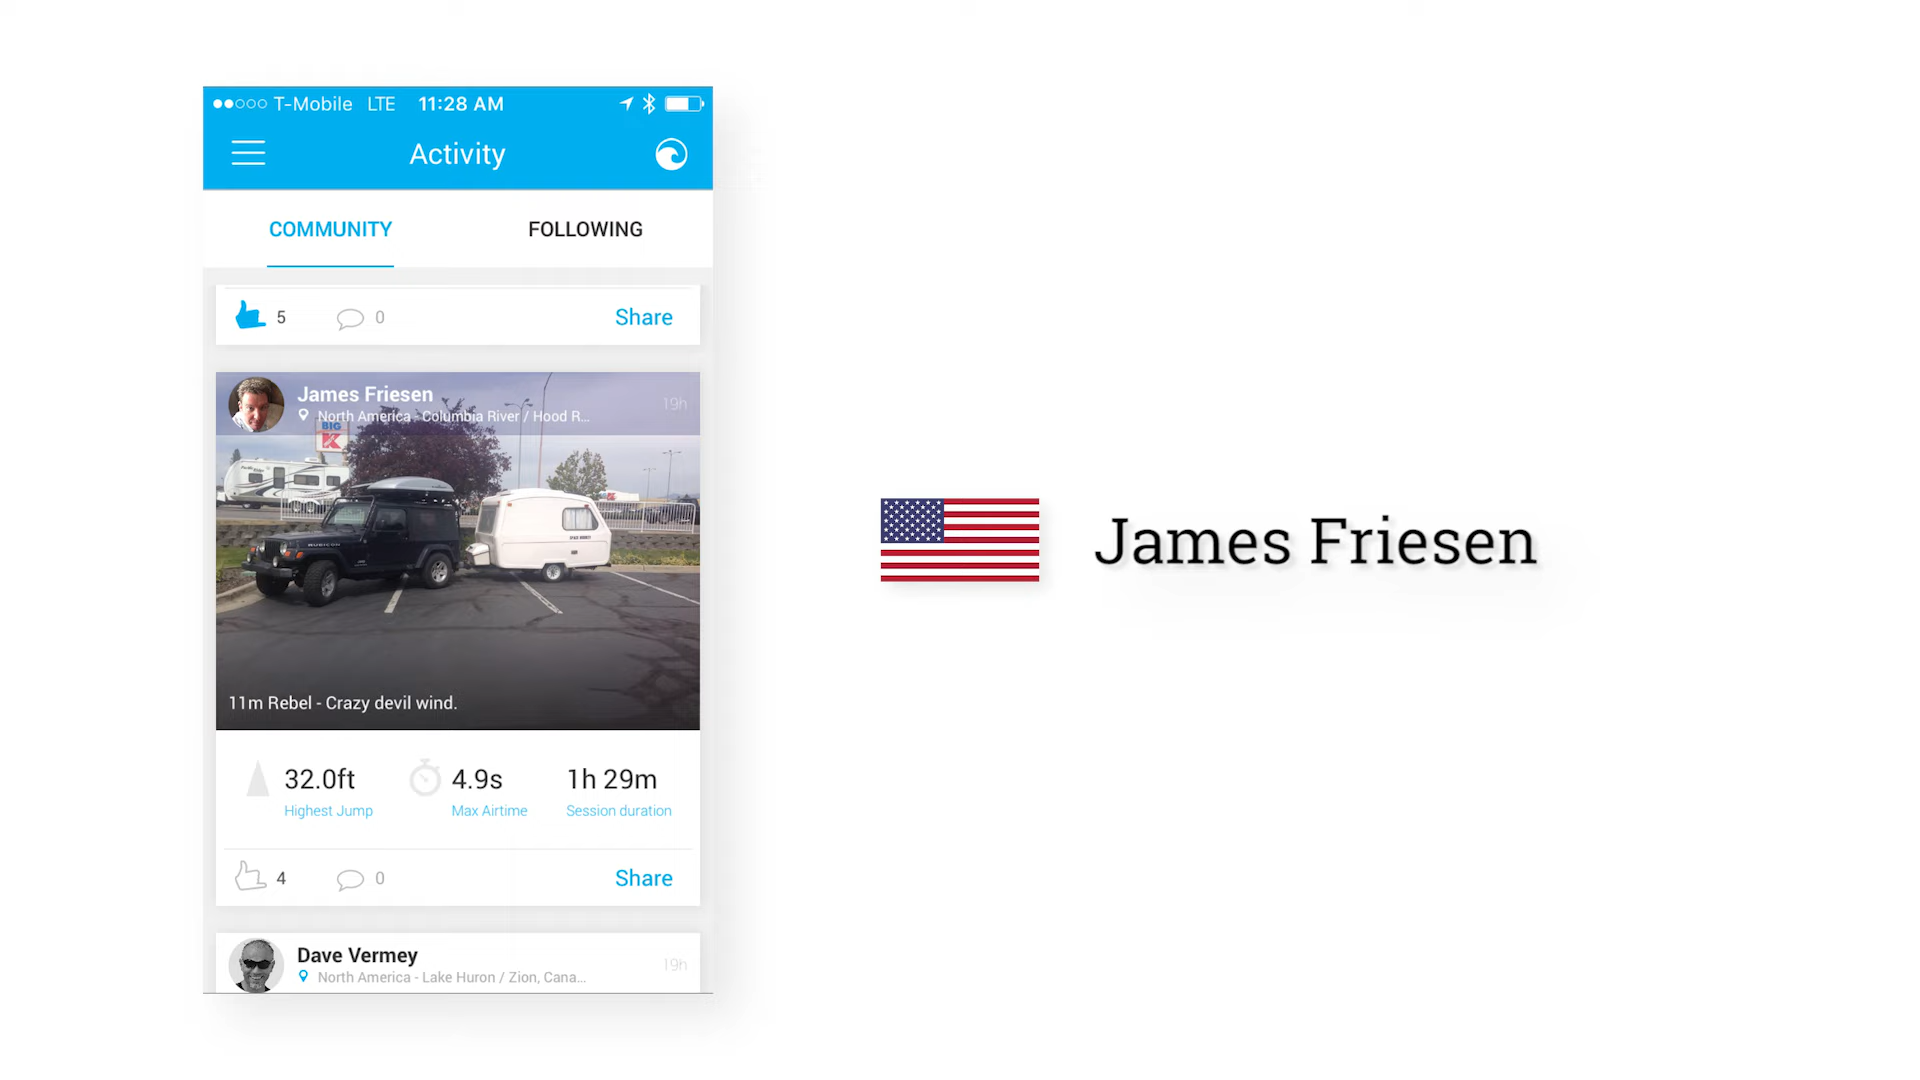 T-Mobile LTE 11:28 AM
Activity
COMMUNITY FOLLOWING
5 0 Share
James Friesen
North America - Columbia River / Hood R... 19h
BIG
K
RUBICON
11m Rebel - Crazy devil wind.
32.0ft 4.9s 1h 29m
Highest Jump Max Airtime Session duration
4 0 Share
Dave Vermey
North America - Lake Huron / Zion, Cana... 19h
James Friesen